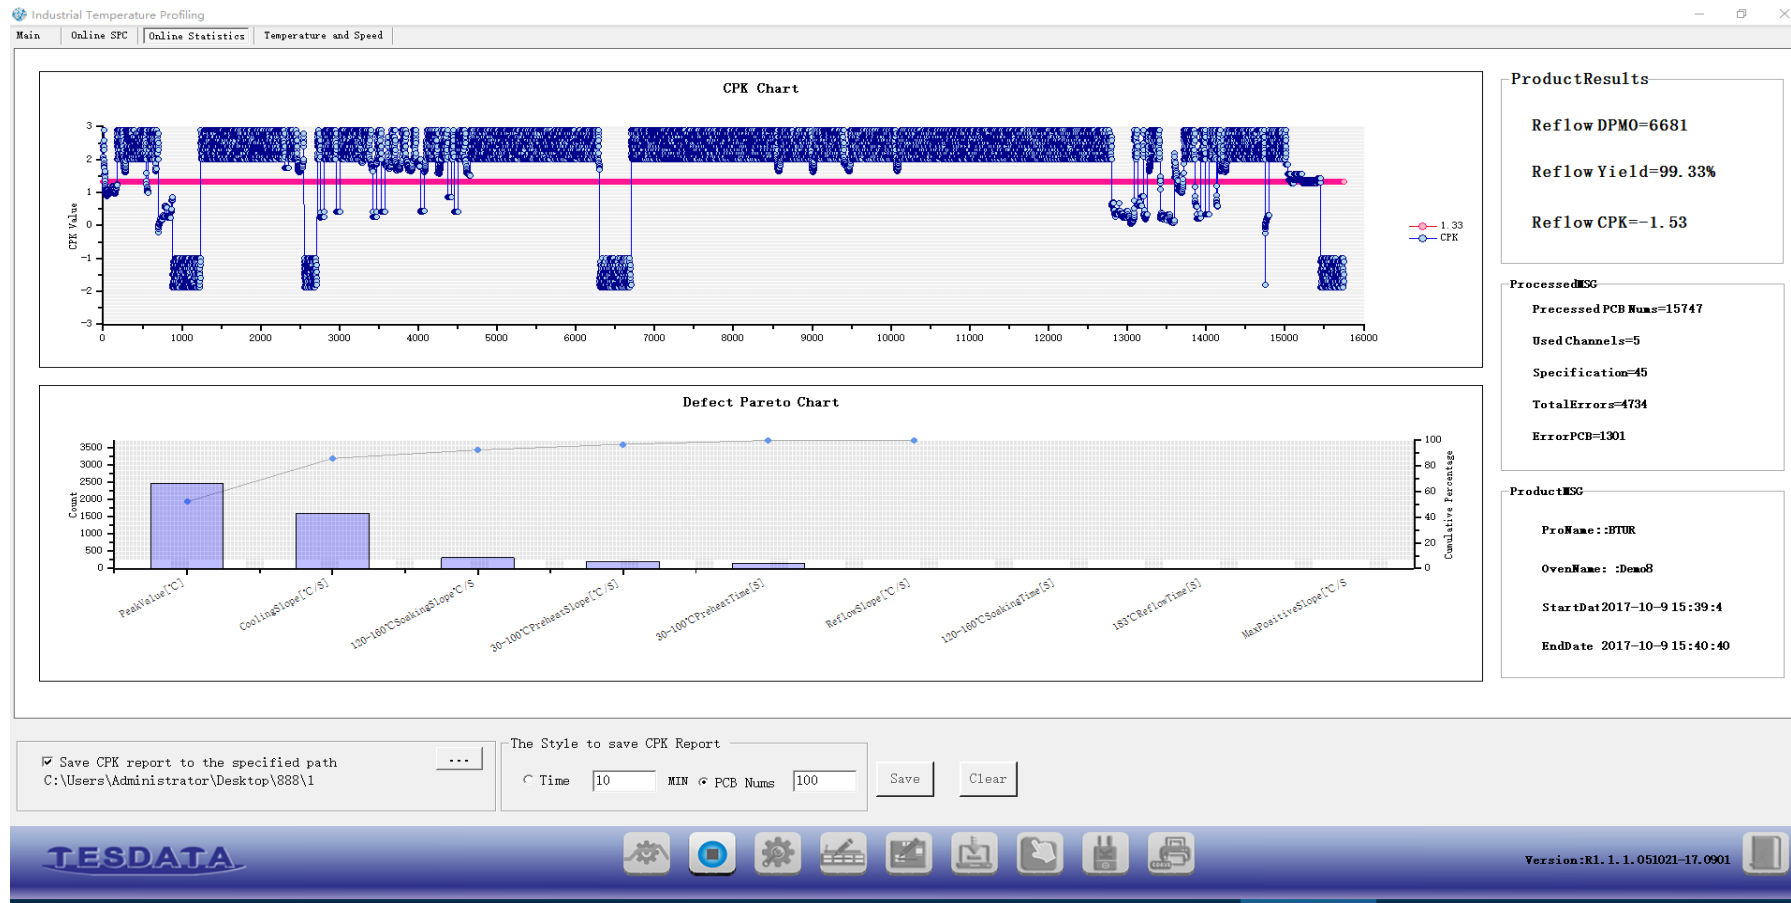 Industrial Temperature Profiling
Main Online SPC Online Statistics Temperature and Speed
CPK Chart
CPK Value
3
2
1
0
-1
-2
-3
0 1000 2000 3000 4000 5000 6000 7000 8000 9000 10000 11000 12000 13000 14000 15000 16000
1.33
CPK
Defect Pareto Chart
Count
3500
3000
2500
2000
1500
1000
500
0
100
80
60
40
20
0
Cumulative Percentage
PeakValue[℃]
CoolingSlope[℃/S]
120-160℃SoakingSlope℃/S
30-100℃PreheatSlope[℃/S]
30-100℃PreheatTime[S]
ReflowSlope[℃/S]
120-160℃SoakingTime[S]
183℃ReflowTime[S]
MaxPositiveSlope[℃/S
ProductResults
Reflow DPMO=6681
Reflow Yield=99.33%
Reflow CPK=-1.53
ProcessedMSG
Precessed PCB Nums=15747
Used Channels=5
Specification=45
TotalErrors=4734
ErrorPCB=1301
ProductMSG
ProName::BTUR
OvenName: :Demo8
StartDat2017-10-9 15:39:4
EndDate 2017-10-9 15:40:40
Save CPK report to the specified path
...
C:\Users\Administrator\Desktop\888\1
The Style to save CPK Report
Time 10 MIN PCB Nums 100
Save
Clear
TESDATA
Version:R1.1.1.051021-17.0901